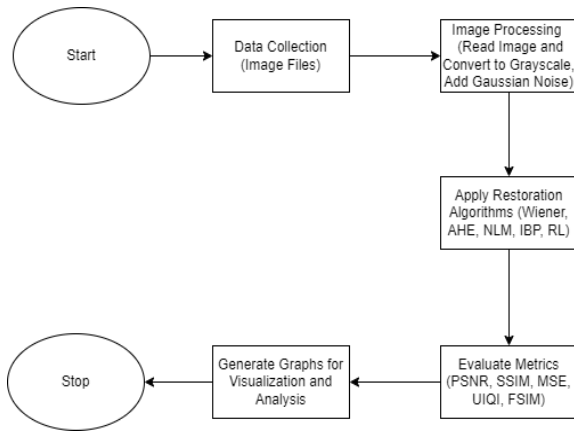 Start
Data Collection
(Image Files)
Image Processing
(Read Image and
Convert to Grayscale,
Add Gaussian Noise)
Apply Restoration
Algorithms (Wiener,
AHE, NLM, IBP, RL)
Evaluate Metrics
(PSNR, SSIM, MSE,
UIQI, FSIM)
Generate Graphs for
Visualization and
Analysis
Stop